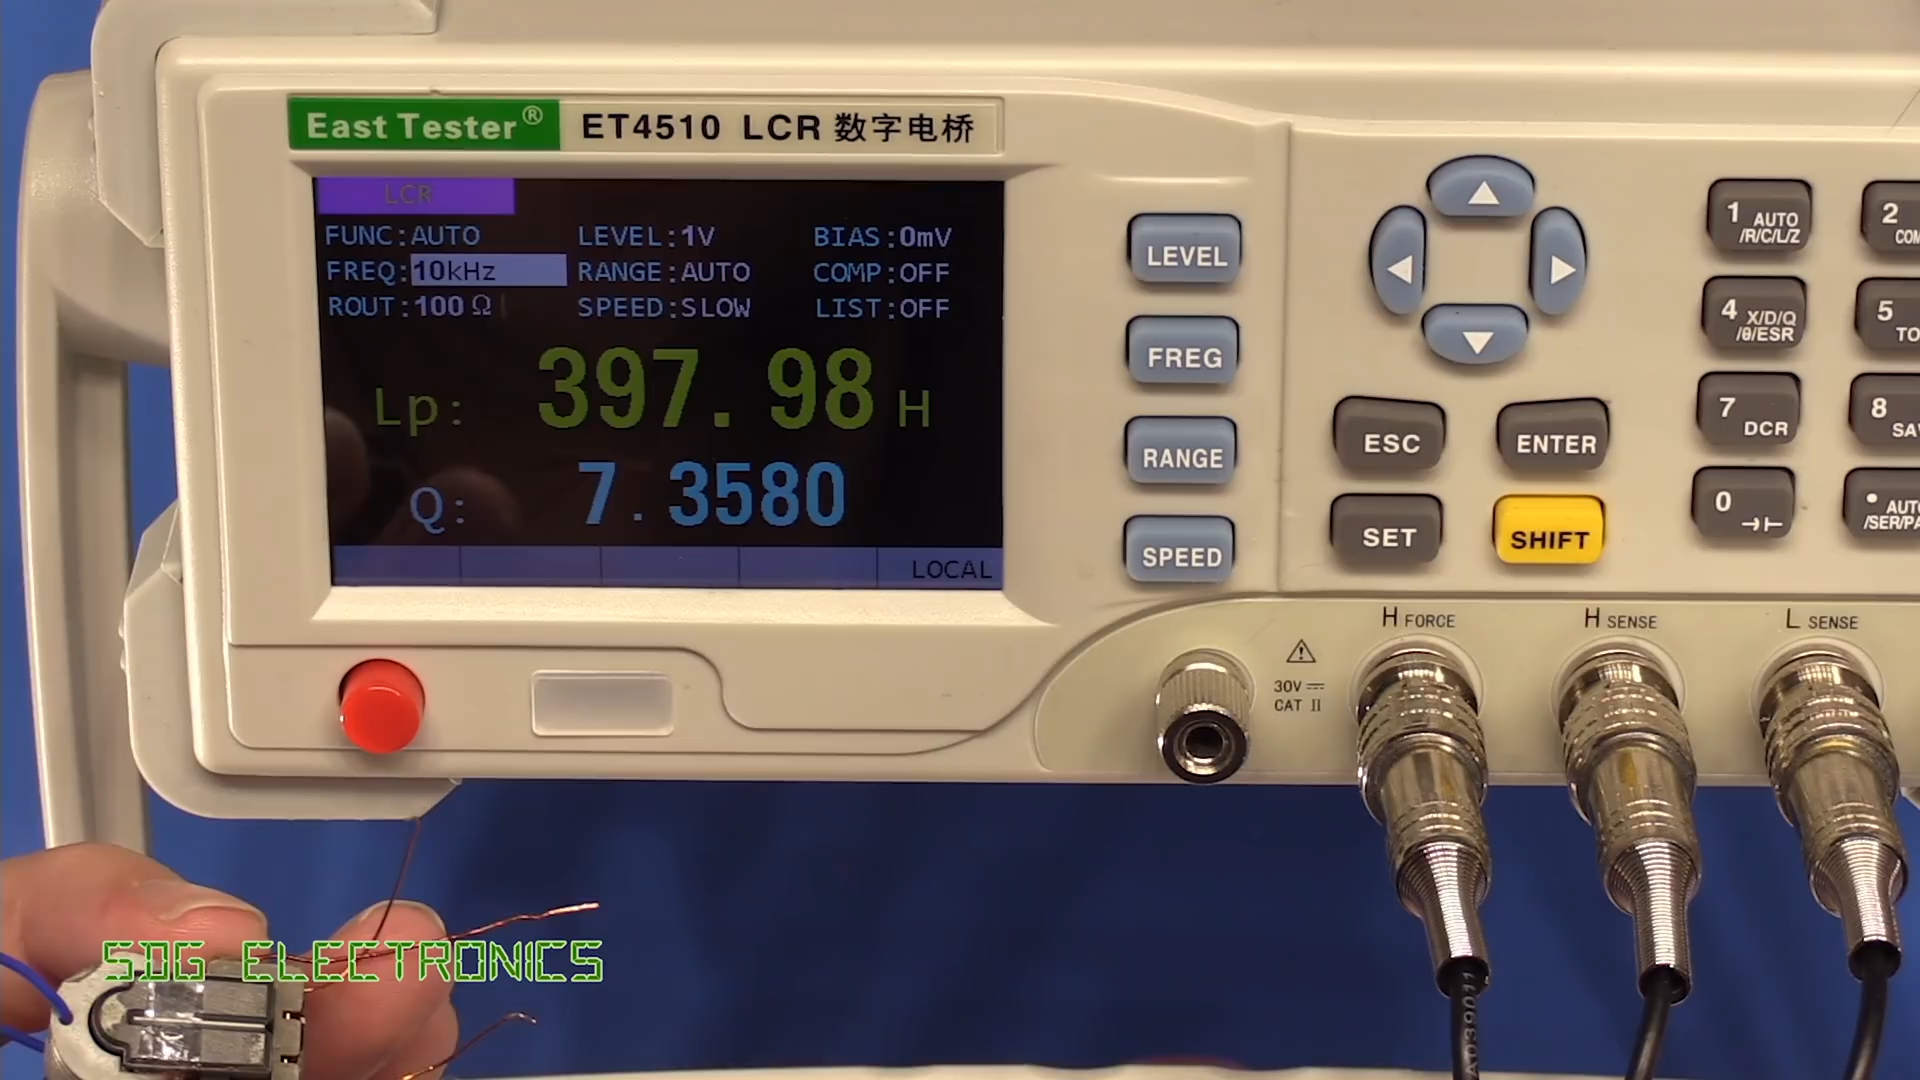 East Tester® ET4510 LCR 数字电桥
LCR
FUNC:AUTO LEVEL:1V BIAS:0mV
FREQ:10kHz RANGE:AUTO COMP:OFF
ROUT:100 Ω SPEED:SLOW LIST:OFF
Lp: 397.98 H
Q: 7.3580
LOCAL
LEVEL
FREG
RANGE
SPEED
ESC
ENTER
SET
SHIFT
1 AUTO
/R/C/L/Z
2
4 X/D/Q
/θ/ESR
5
7 DCR
8
0
H FORCE
H SENSE
L SENSE
30V
CAT II
A039011
SDG ELECTRONICS